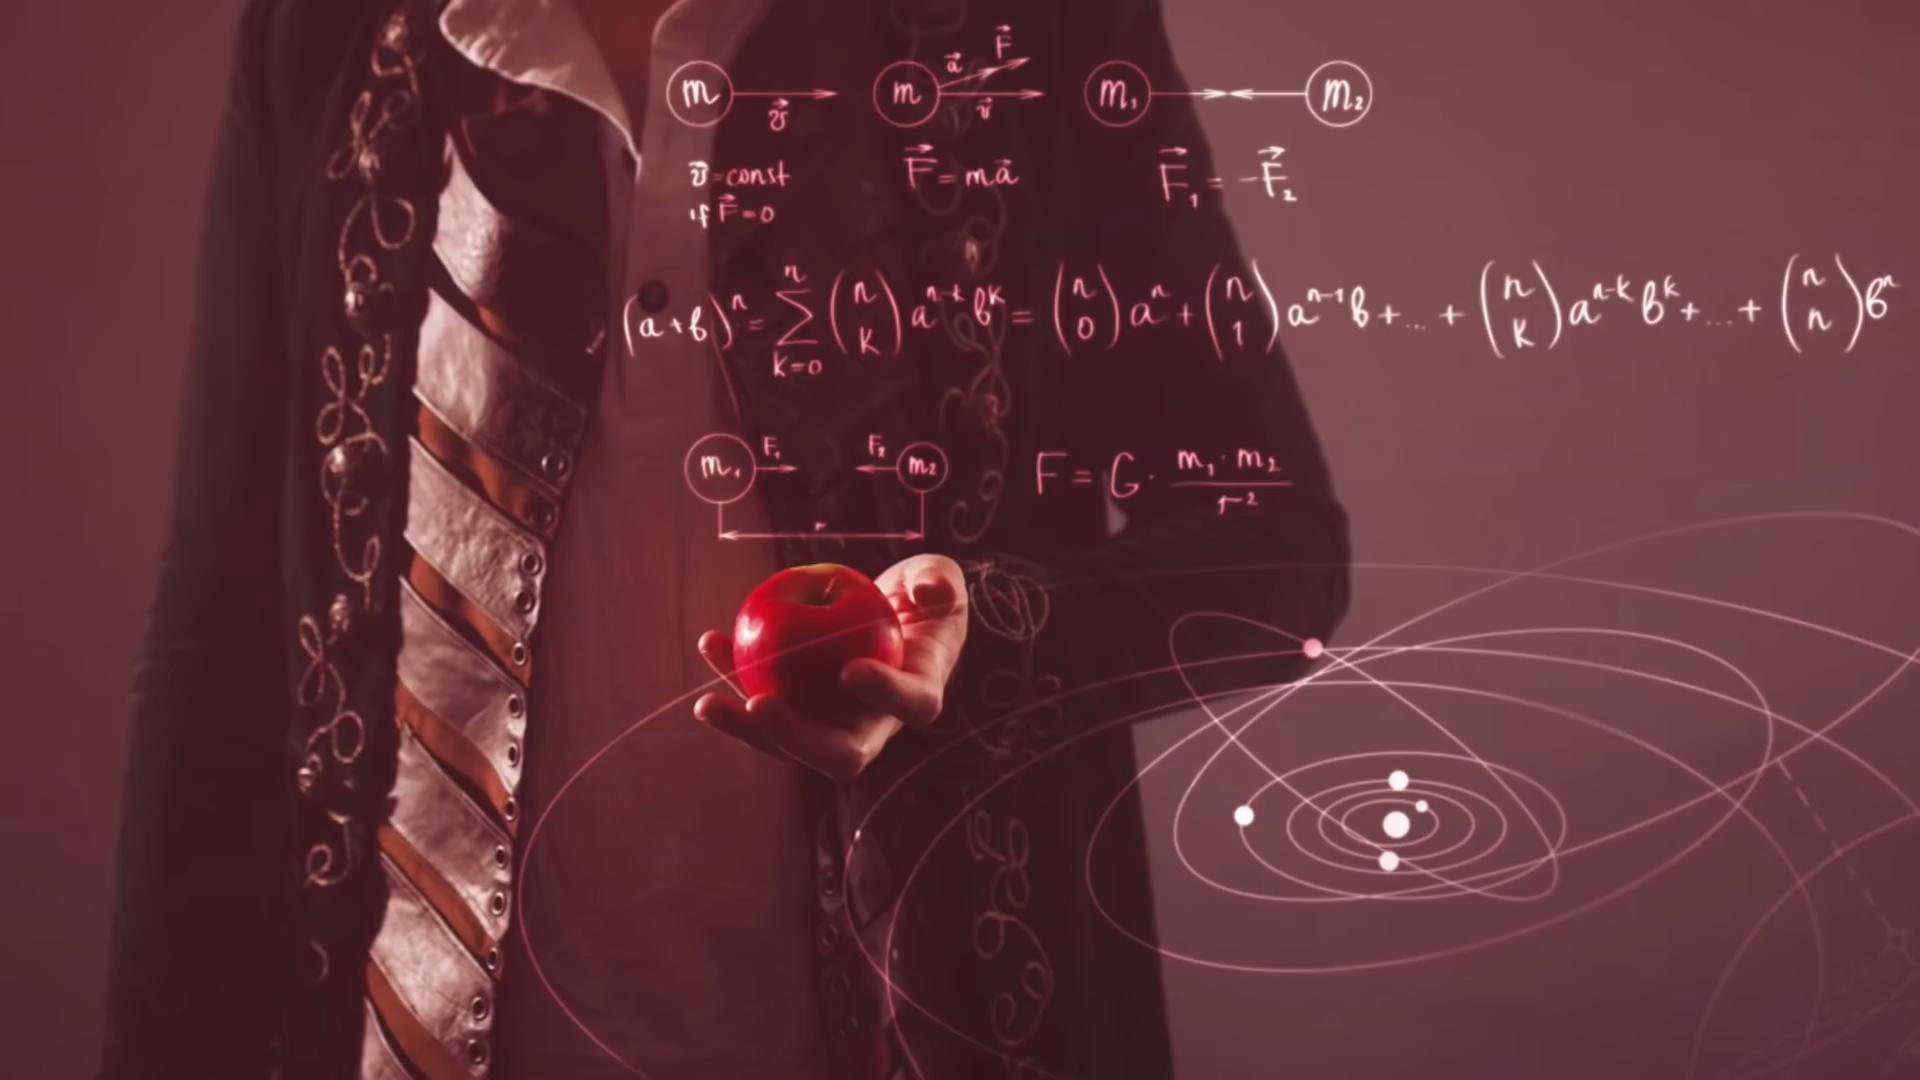 m v⃗ m a⃗ F⃗ v⃗ m₁ m₂
v⃗=const F⃗=ma⃗ F⃗₁=-F⃗₂
if F⃗=0
(a+b)ⁿ=∑ₖ₌₀ⁿ(n k)aⁿ⁻ᵏbᵏ=(n 0)aⁿ+(n 1)aⁿ⁻¹b+...+(n k)aⁿ⁻ᵏbᵏ+...+(n n)bⁿ
m₁ F₁ F₂ m₂ F=G·m₁·m₂/r²
r